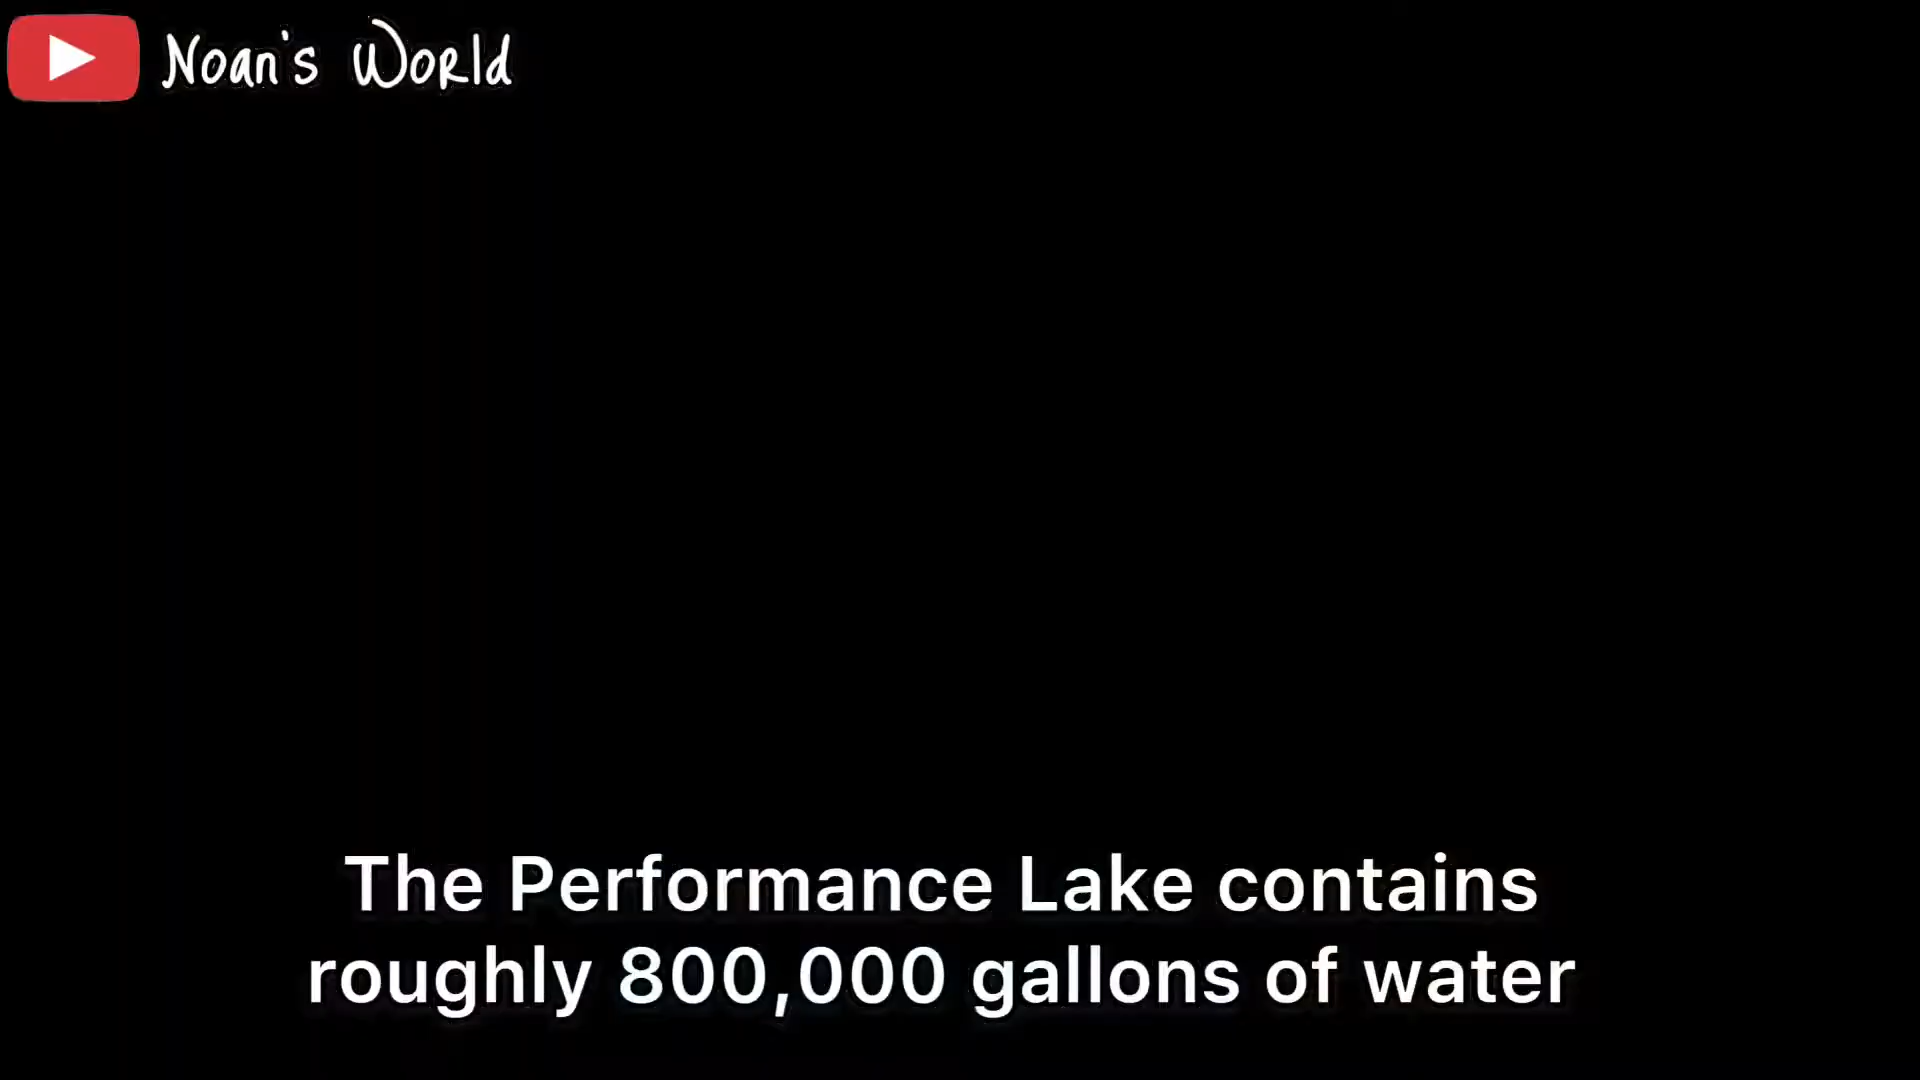 Noan's World
The Performance Lake contains
roughly 800,000 gallons of water